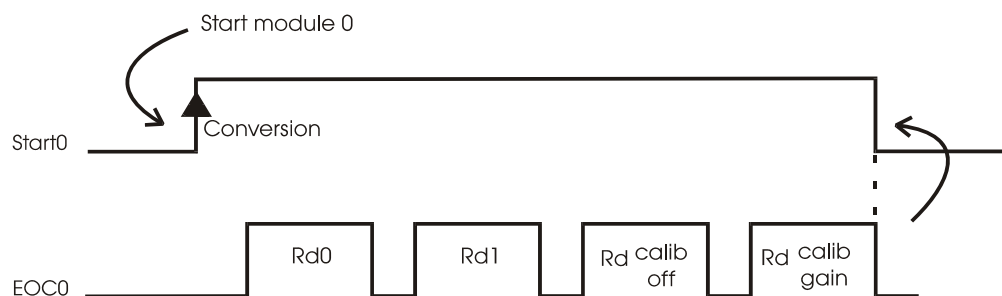 Start module 0
Conversion
Start0
Rd0
Rd1
Rd calib off
Rd calib gain
EOC0